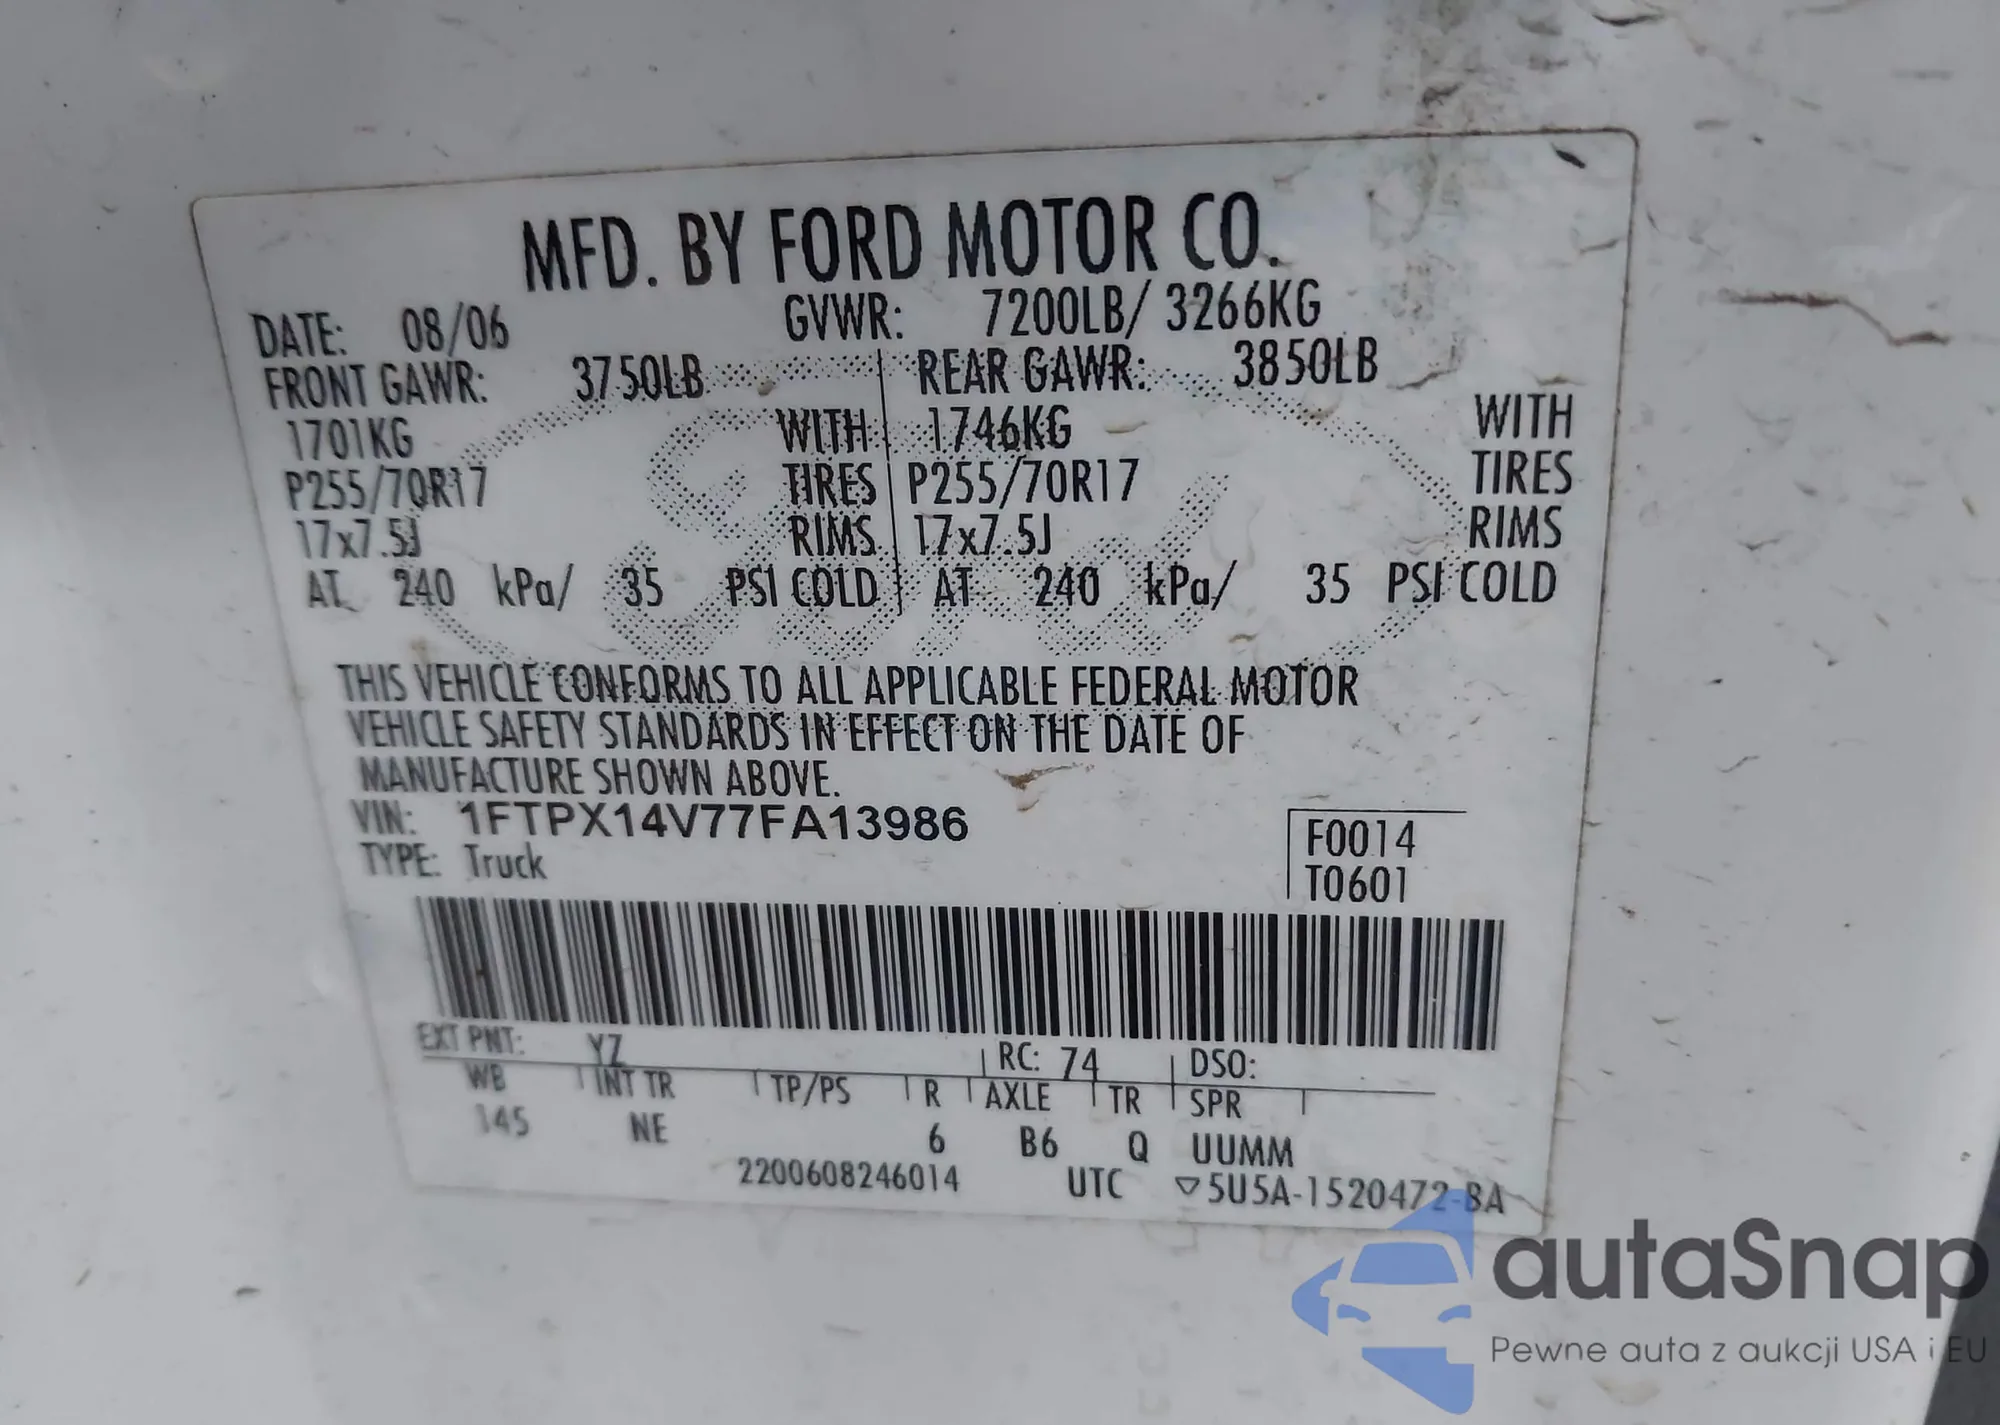 MFD. BY FORD MOTOR CO.
DATE: 08/06 GVWR: 7200LB/ 3266KG
FRONT GAWR: 3750LB REAR GAWR: 3850LB
1701KG WITH 1746KG WITH
P255/70R17 TIRES P255/70R17 TIRES
17x7.5J RIMS 17x7.5J RIMS
AT 240 kPa/ 35 PSI COLD AT 240 kPa/ 35 PSI COLD
THIS VEHICLE CONFORMS TO ALL APPLICABLE FEDERAL MOTOR
VEHICLE SAFETY STANDARDS IN EFFECT ON THE DATE OF
MANUFACTURE SHOWN ABOVE.
VIN: 1FTPX14V77FA13986
TYPE: Truck
F0014
T0601
EXT PNT: YZ RC: 74 DSO:
WB INT TR TP/PS R AXLE TR SPR
145 NE 6 B6 Q UUMM
2200608246014 UTC ▽5U5A-1520472-BA
autaSnap
Pewne auta z aukcji USA i EU